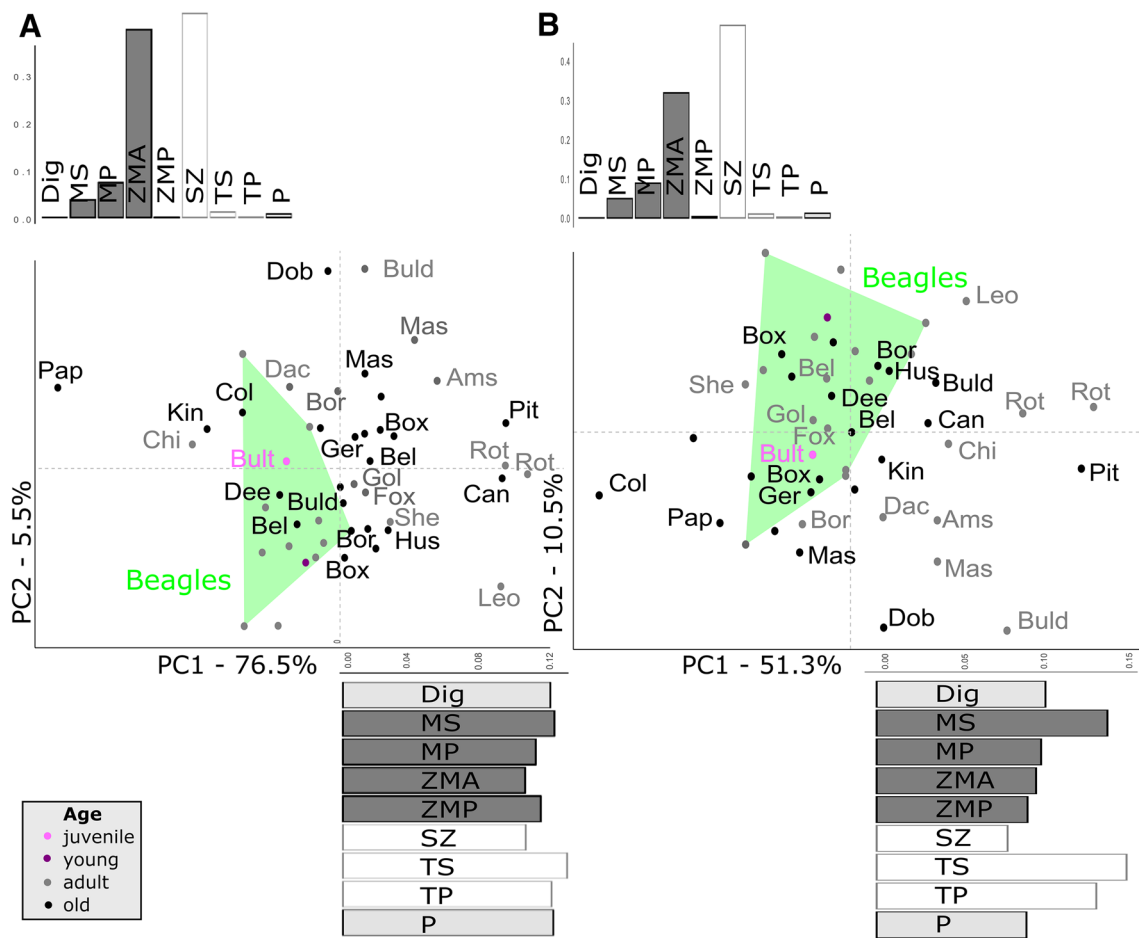 A
0.3
0.2
0.1
0.0
Dig
MS
MP
ZMA
ZMP
SZ
TS
TP
P
Dob
Buld
Mas
Pap
Mas
Dac
Ams
Col
Bor
Kin
Box
Pit
Chi
Ger
Bult
Bel
Rot
Rot
Gol
Can
Dee
Buld
Fox
Bel
She
Bor
Hus
Box
Beagles
Leo
PC2 - 5.5%
PC1 - 76.5%
0
0.00
0.04
0.08
0.12
Dig
MS
MP
ZMA
ZMP
SZ
TS
TP
P
Age
juvenile
young
adult
old
B
0.4
0.3
0.2
0.1
0.0
Dig
MS
MP
ZMA
ZMP
SZ
TS
TP
P
Beagles
Leo
Box
Bor
Bel
Hus
She
Buld
Dee
Rot
Rot
Gol
Bel
Can
Fox
Chi
Bult
Box
Kin
Pit
Ger
Col
Pap
Bor
Dac
Ams
Mas
Mas
Dob
Buld
PC2 - 10.5%
PC1 - 51.3%
0.00
0.05
0.10
0.15
Dig
MS
MP
ZMA
ZMP
SZ
TS
TP
P